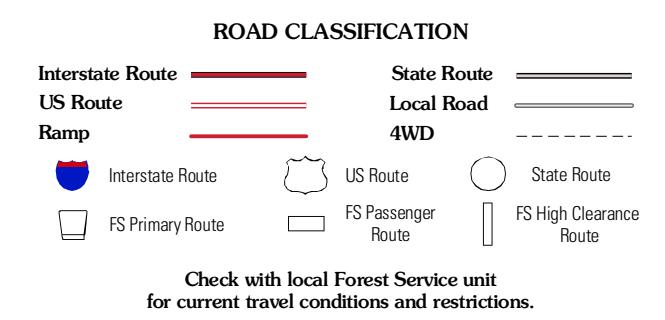 ROAD CLASSIFICATION
Interstate Route
State Route
US Route
Local Road
Ramp
4WD
Interstate Route
US Route
State Route
FS Primary Route
FS Passenger
Route
FS High Clearance
Route
Check with local Forest Service unit
for current travel conditions and restrictions.